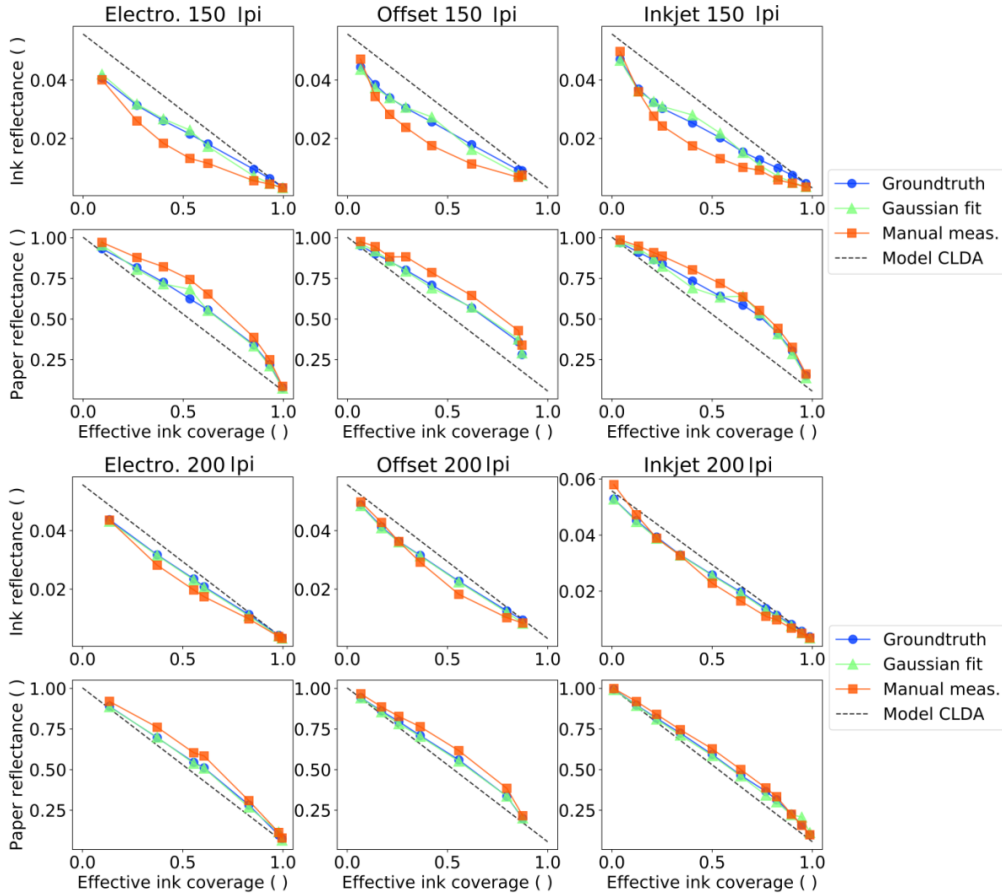 Electro. 150 lpi Offset 150 lpi Inkjet 150 lpi
Ink reflectance ( )
0.04 0.04 0.04
0.02 0.02 0.02
0.0 0.5 1.0 0.0 0.5 1.0 0.0 0.5 1.0
Groundtruth
Gaussian fit
Manual meas.
Model CLDA
Paper reflectance ( )
1.00 1.00 1.00
0.75 0.75 0.75
0.50 0.50 0.50
0.25 0.25 0.25
0.0 0.5 1.0 0.0 0.5 1.0 0.0 0.5 1.0
Effective ink coverage ( ) Effective ink coverage ( ) Effective ink coverage ( )
Electro. 200 lpi Offset 200 lpi Inkjet 200 lpi
Ink reflectance ( )
0.06
0.04 0.04 0.04
0.02 0.02 0.02
0.0 0.5 1.0 0.0 0.5 1.0 0.0 0.5 1.0
Groundtruth
Gaussian fit
Manual meas.
Model CLDA
Paper reflectance ( )
1.00 1.00 1.00
0.75 0.75 0.75
0.50 0.50 0.50
0.25 0.25 0.25
0.0 0.5 1.0 0.0 0.5 1.0 0.0 0.5 1.0
Effective ink coverage ( ) Effective ink coverage ( ) Effective ink coverage ( )